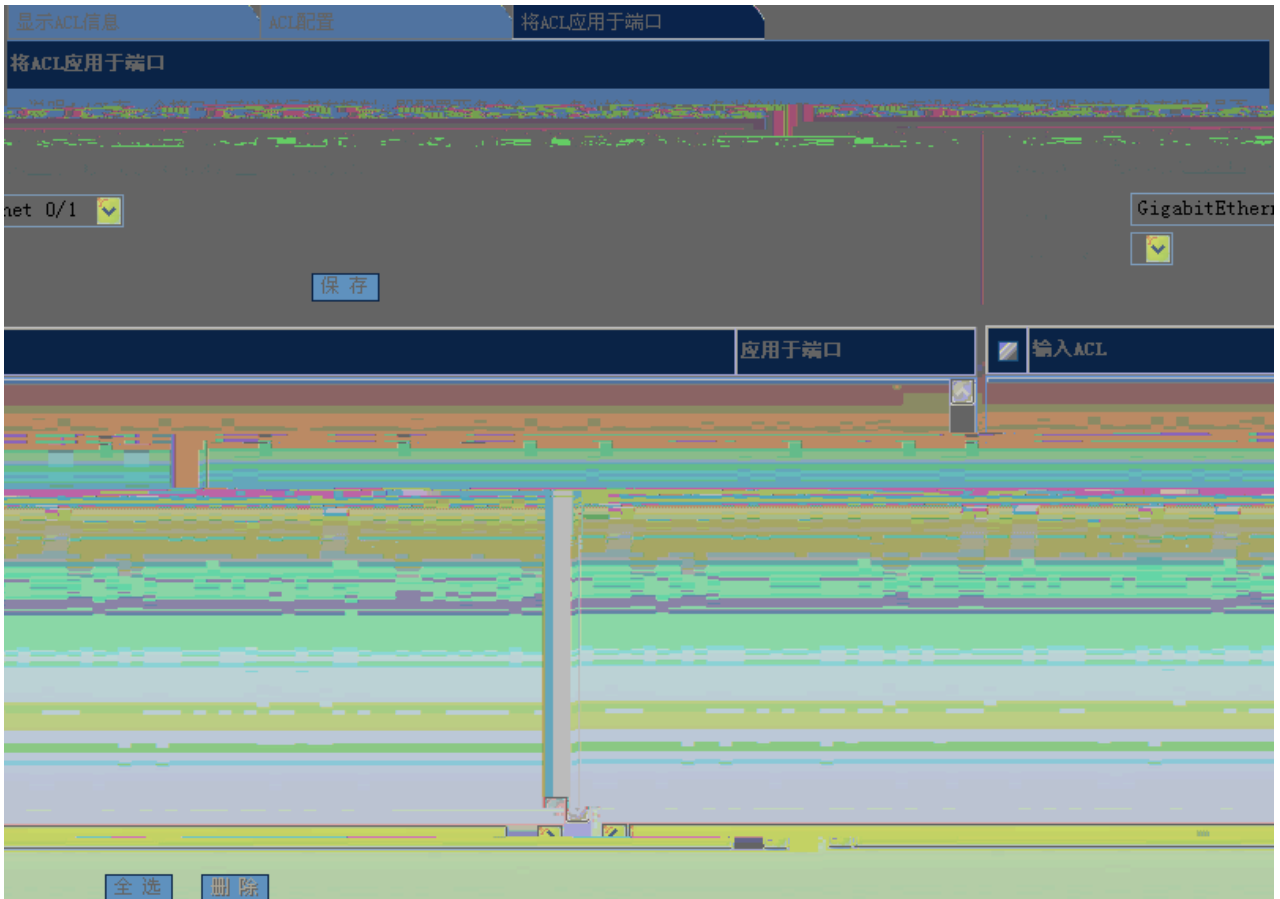 显示ACL信息 ACL配置 将ACL应用于端口
将ACL应用于端口
net 0/1 GigabitEther
保 存
应用于端口 输入ACL
全 选 删 除